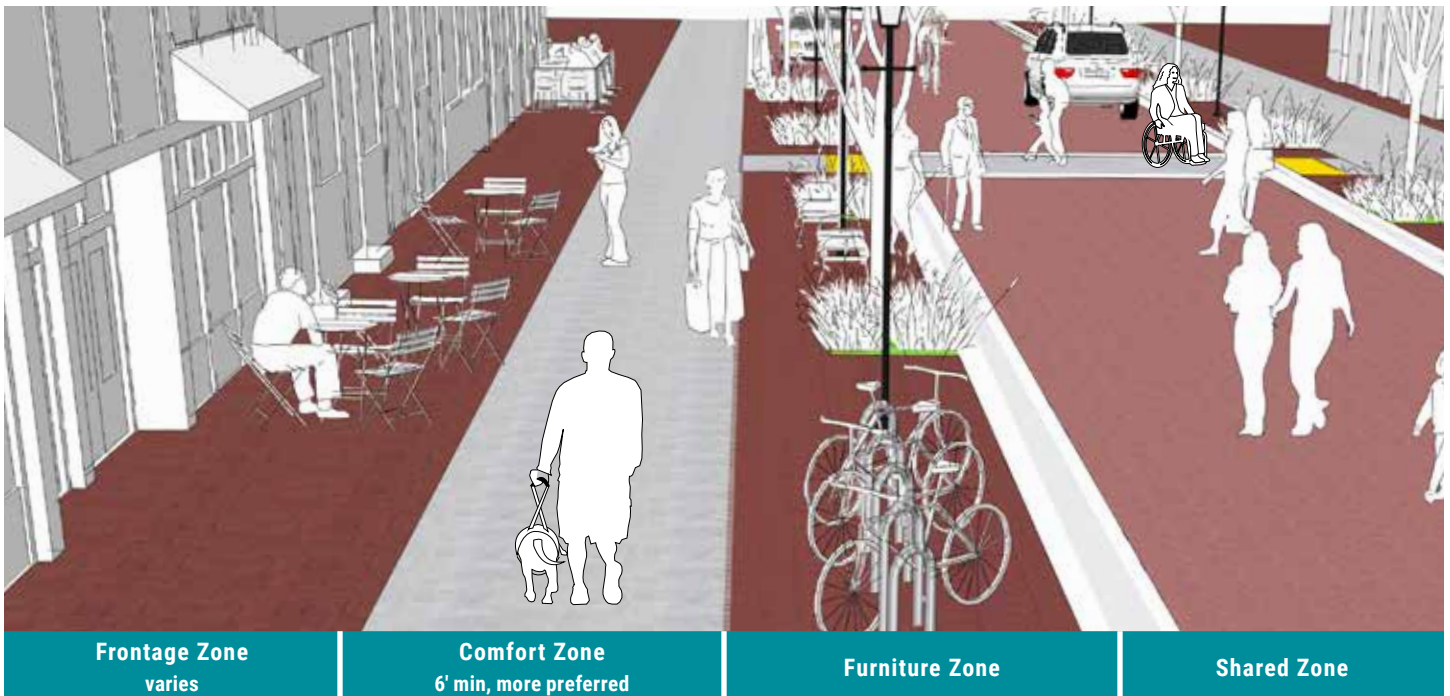 Frontage Zone
varies
Comfort Zone
6' min, more preferred
Furniture Zone
Shared Zone